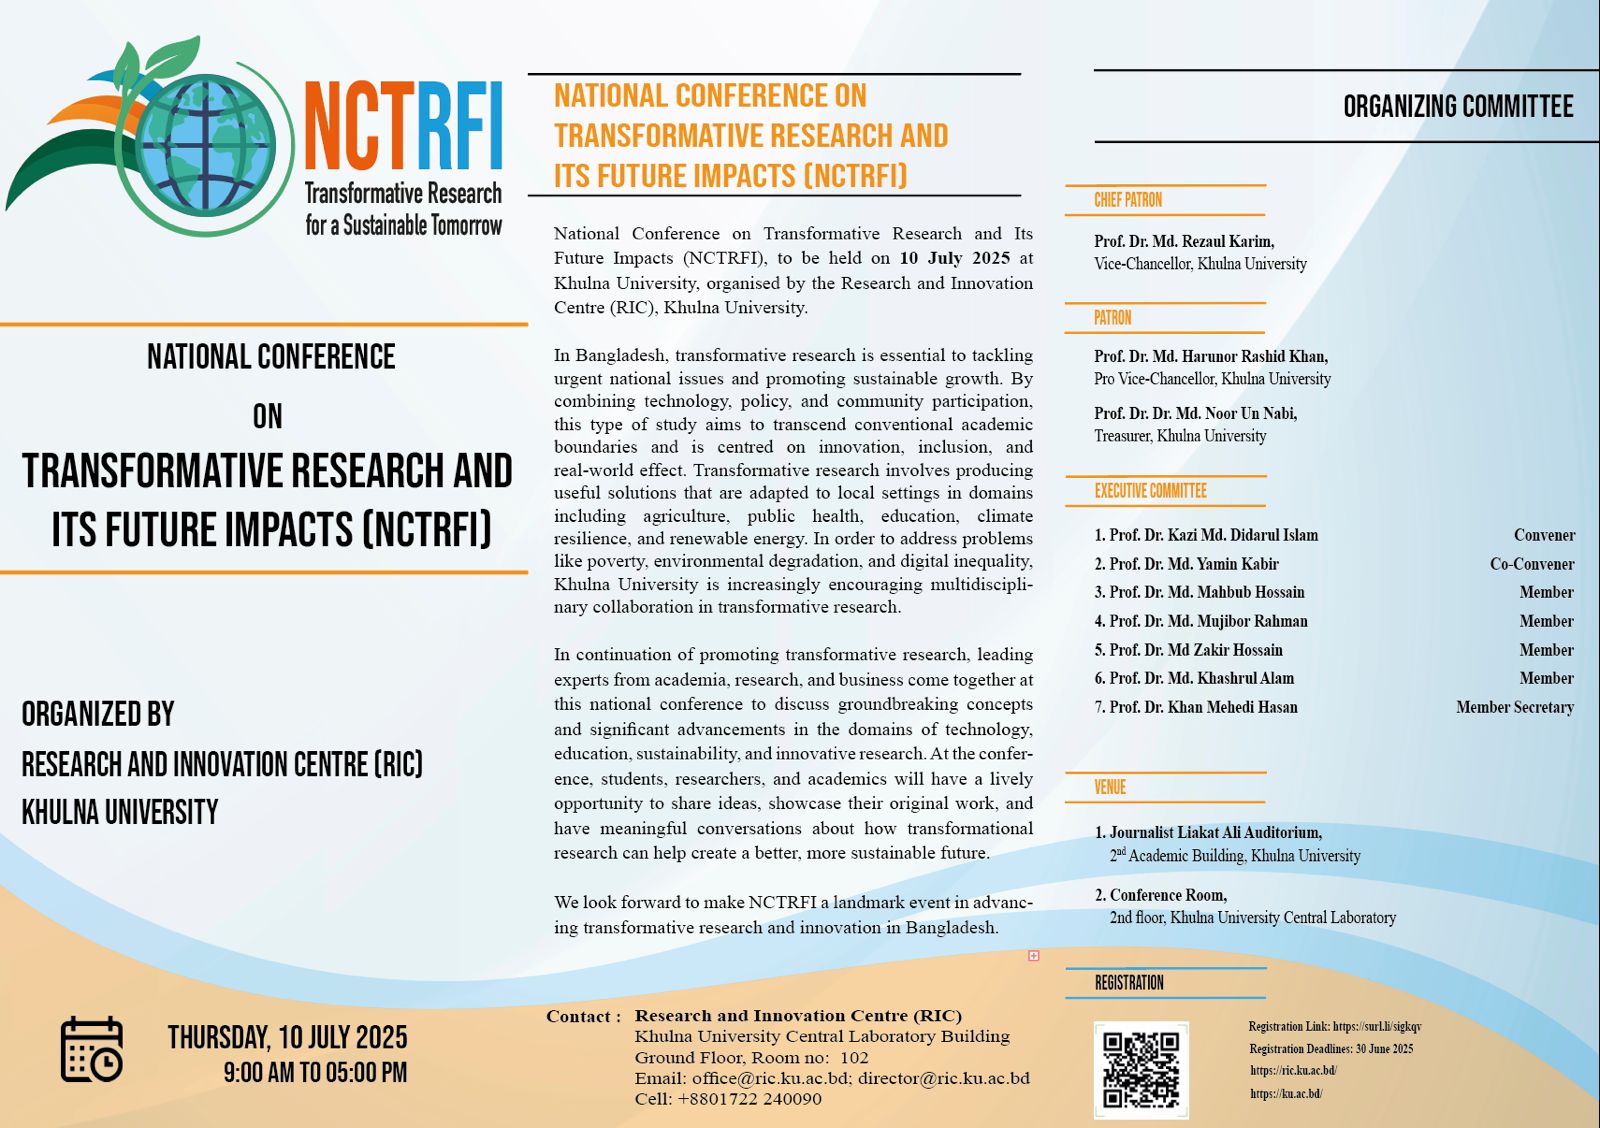 NCTRFI
Transformative Research
for a Sustainable Tomorrow
NATIONAL CONFERENCE
ON
TRANSFORMATIVE RESEARCH AND
ITS FUTURE IMPACTS (NCTRFI)
ORGANIZED BY
RESEARCH AND INNOVATION CENTRE (RIC)
KHULNA UNIVERSITY
THURSDAY, 10 JULY 2025
9:00 AM TO 05:00 PM
NATIONAL CONFERENCE ON
TRANSFORMATIVE RESEARCH AND
ITS FUTURE IMPACTS (NCTRFI)
National Conference on Transformative Research and Its
Future Impacts (NCTRFI), to be held on 10 July 2025 at
Khulna University, organised by the Research and Innovation
Centre (RIC), Khulna University.
In Bangladesh, transformative research is essential to tackling
urgent national issues and promoting sustainable growth. By
combining technology, policy, and community participation,
this type of study aims to transcend conventional academic
boundaries and is centred on innovation, inclusion, and
real-world effect. Transformative research involves producing
useful solutions that are adapted to local settings in domains
including agriculture, public health, education, climate
resilience, and renewable energy. In order to address problems
like poverty, environmental degradation, and digital inequality,
Khulna University is increasingly encouraging multidiscipli-
nary collaboration in transformative research.
In continuation of promoting transformative research, leading
experts from academia, research, and business come together at
this national conference to discuss groundbreaking concepts
and significant advancements in the domains of technology,
education, sustainability, and innovative research. At the confer-
ence, students, researchers, and academics will have a lively
opportunity to share ideas, showcase their original work, and
have meaningful conversations about how transformational
research can help create a better, more sustainable future.
We look forward to make NCTRFI a landmark event in advanc-
ing transformative research and innovation in Bangladesh.
Contact : Research and Innovation Centre (RIC)
Khulna University Central Laboratory Building
Ground Floor, Room no: 102
Email: office@ric.ku.ac.bd; director@ric.ku.ac.bd
Cell: +8801722 240090
ORGANIZING COMMITTEE
CHIEF PATRON
Prof. Dr. Md. Rezaul Karim,
Vice-Chancellor, Khulna University
PATRON
Prof. Dr. Md. Harunor Rashid Khan,
Pro Vice-Chancellor, Khulna University
Prof. Dr. Dr. Md. Noor Un Nabi,
Treasurer, Khulna University
EXECUTIVE COMMITTEE
1. Prof. Dr. Kazi Md. Didarul Islam Convener
2. Prof. Dr. Md. Yamin Kabir Co-Convener
3. Prof. Dr. Md. Mahbub Hossain Member
4. Prof. Dr. Md. Mujibor Rahman Member
5. Prof. Dr. Md Zakir Hossain Member
6. Prof. Dr. Md. Khashrul Alam Member
7. Prof. Dr. Khan Mehedi Hasan Member Secretary
VENUE
1. Journalist Liakat Ali Auditorium,
2nd Academic Building, Khulna University
2. Conference Room,
2nd floor, Khulna University Central Laboratory
REGISTRATION
Registration Link: https://surl.li/sigkqv
Registration Deadlines: 30 June 2025
https://ric.ku.ac.bd/
https://ku.ac.bd/